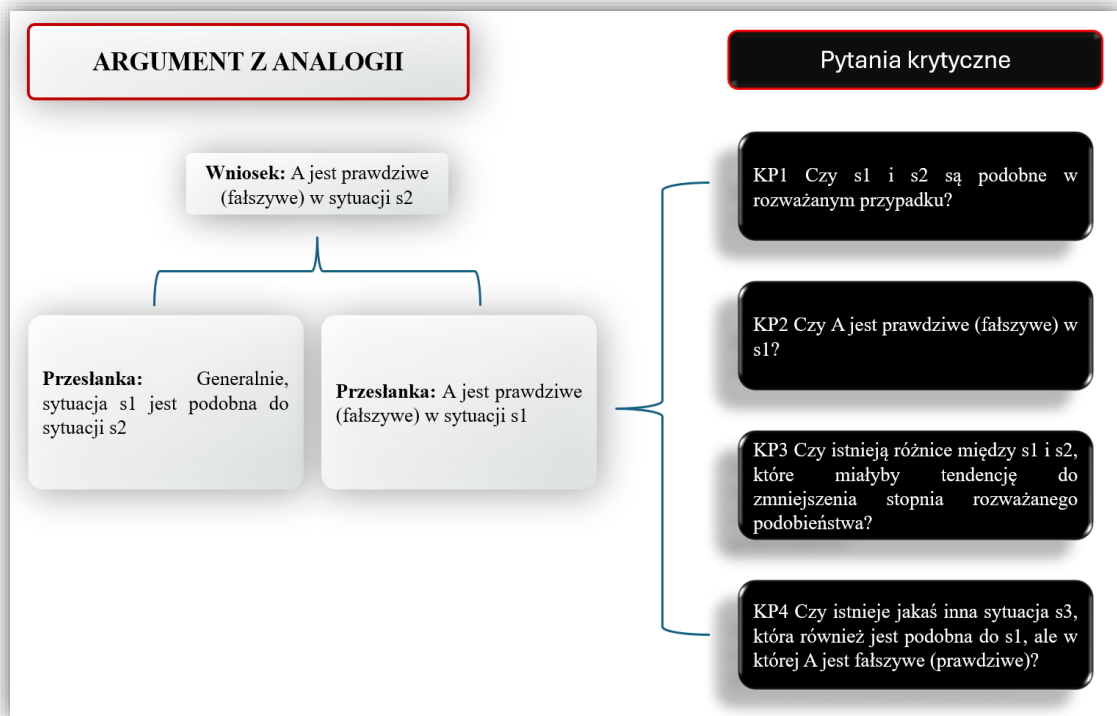 ARGUMENT Z ANALOGII
Pytania krytyczne
Wniosek: A jest prawdziwe
(fałszywe) w sytuacji s2
Przesłanka: Generalnie,
sytuacja s1 jest podobna do
sytuacji s2
Przesłanka: A jest prawdziwe
(fałszywe) w sytuacji s1
KP1 Czy s1 i s2 są podobne w
rozważanym przypadku?
KP2 Czy A jest prawdziwe (fałszywe) w
s1?
KP3 Czy istnieją różnice między s1 i s2,
które miałyby tendencję do
zmniejszenia stopnia rozważanego
podobieństwa?
KP4 Czy istnieje jakaś inna sytuacja s3,
która również jest podobna do s1, ale w
której A jest fałszywe (prawdziwe)?